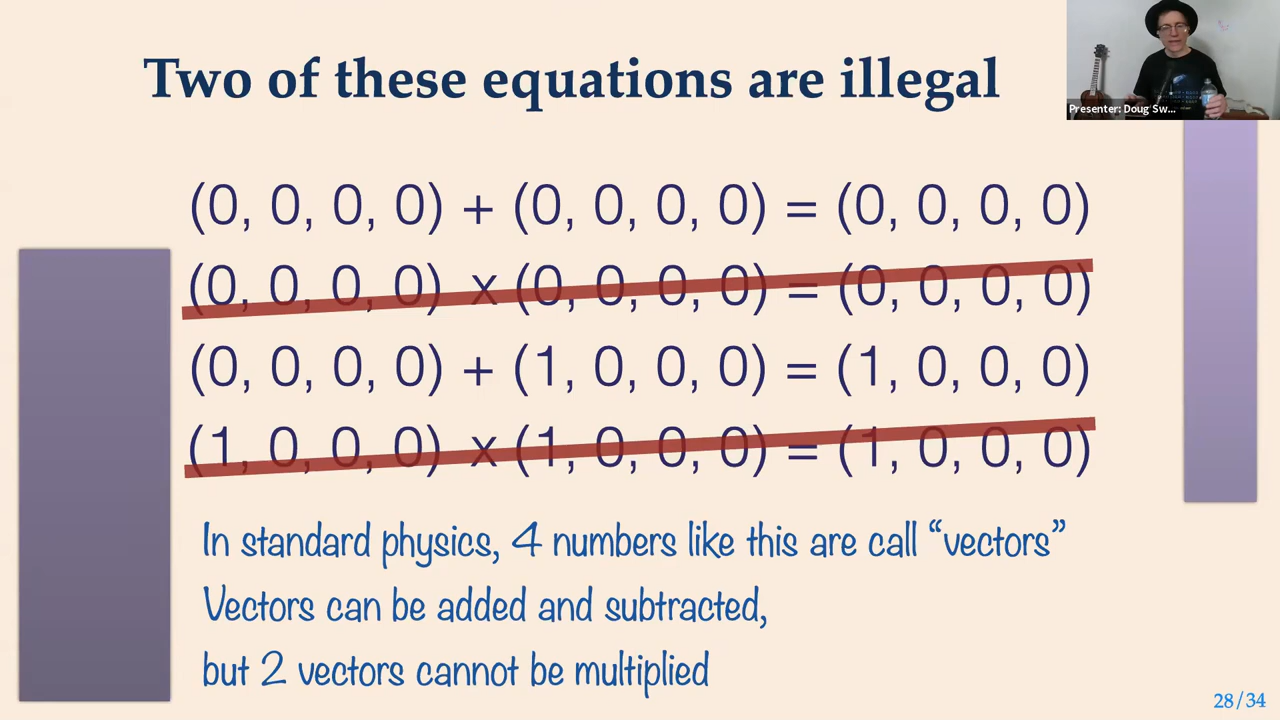 Two of these equations are illegal
Presenter: Doug Sw...
(0, 0, 0, 0) + (0, 0, 0, 0) = (0, 0, 0, 0)
(0, 0, 0, 0) x (0, 0, 0, 0) = (0, 0, 0, 0)
(0, 0, 0, 0) + (1, 0, 0, 0) = (1, 0, 0, 0)
(1, 0, 0, 0) x (1, 0, 0, 0) = (1, 0, 0, 0)
In standard physics, 4 numbers like this are call “vectors”
Vectors can be added and subtracted,
but 2 vectors cannot be multiplied
28/34